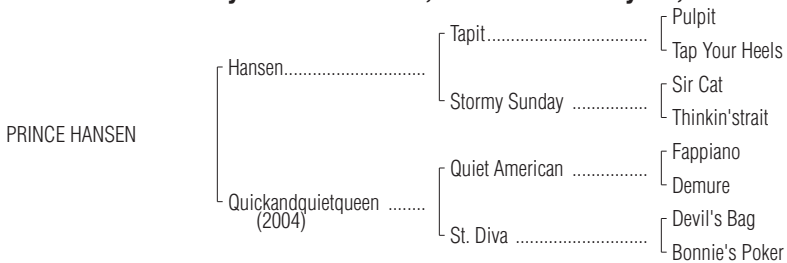 Pulpit
Tapit..................................
Tap Your Heels
Hansen..............................
Sir Cat
Stormy Sunday ................
Thinkin'strait
PRINCE HANSEN
Fappiano
Quiet American ................
Demure
Quickandquietqueen ........
(2004)
Devil's Bag
St. Diva ............................
Bonnie's Poker